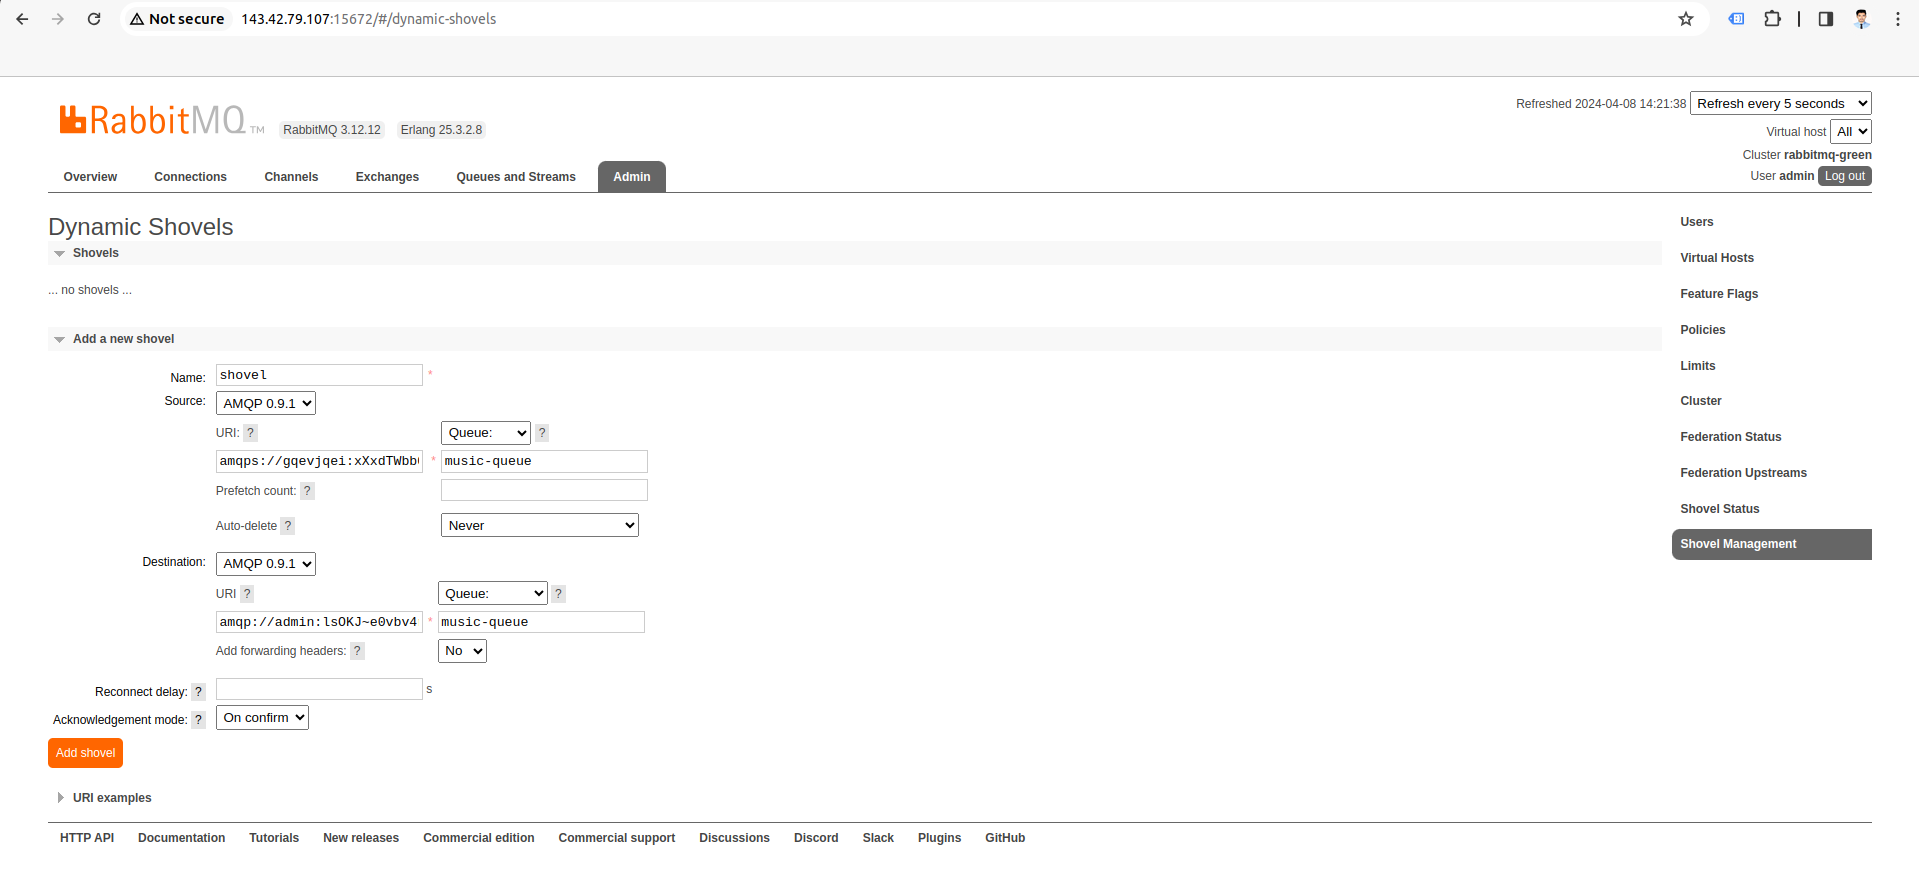 Not secure 143.42.79.107:15672/#/dynamic-shovels
RabbitMQ TM RabbitMQ 3.12.12 Erlang 25.3.2.8
Refreshed 2024-04-08 14:21:38 Refresh every 5 seconds
Virtual host All
Cluster rabbitmq-green
User admin Log out
Overview Connections Channels Exchanges Queues and Streams Admin
Dynamic Shovels
Shovels
... no shovels ...
Add a new shovel
Name: shovel *
Source: AMQP 0.9.1
URI: ? Queue: ?
amqps://gqevjqei:xXxdTWbb * music-queue
Prefetch count: ?
Auto-delete ? Never
Destination: AMQP 0.9.1
URI ? Queue: ?
amqp://admin:lsOKJ~e0vbv4 * music-queue
Add forwarding headers: ? No
Reconnect delay: ? s
Acknowledgement mode: ? On confirm
Add shovel
URI examples
Users
Virtual Hosts
Feature Flags
Policies
Limits
Cluster
Federation Status
Federation Upstreams
Shovel Status
Shovel Management
HTTP API Documentation Tutorials New releases Commercial edition Commercial support Discussions Discord Slack Plugins GitHub